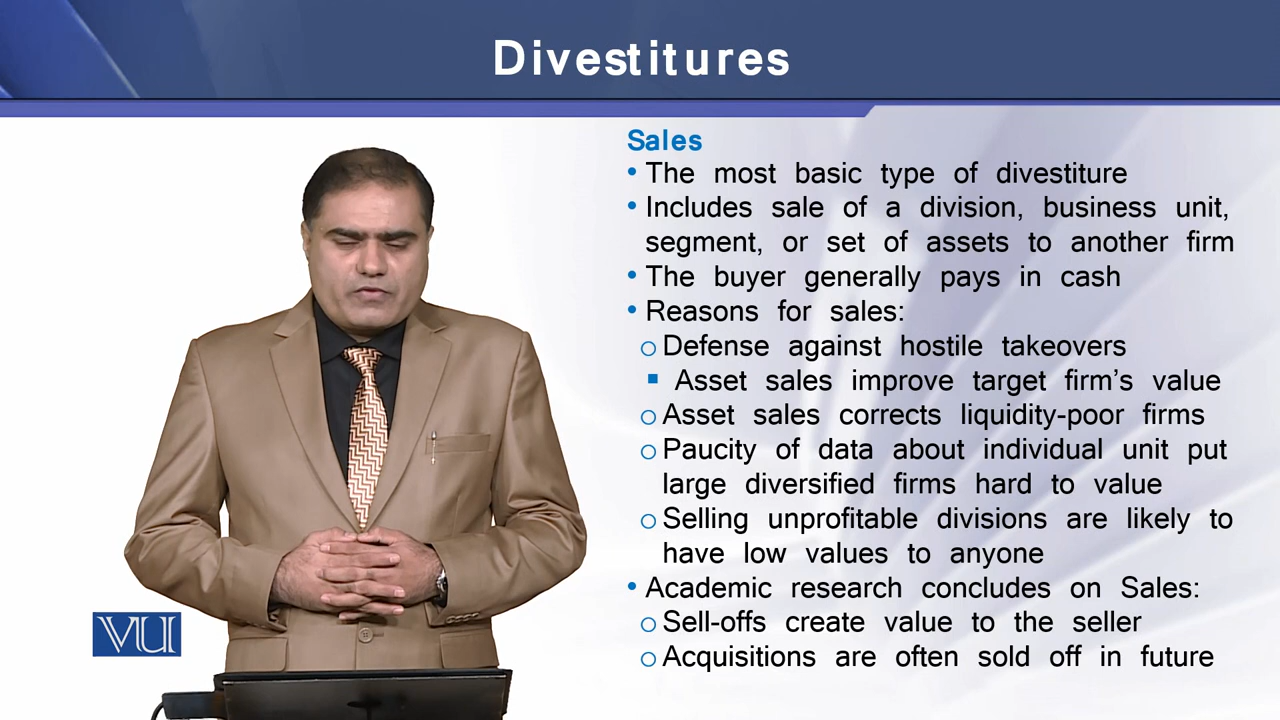 Divestitures
Sales
• The most basic type of divestiture
• Includes sale of a division, business unit,
segment, or set of assets to another firm
• The buyer generally pays in cash
• Reasons for sales:
o Defense against hostile takeovers
▪ Asset sales improve target firm’s value
o Asset sales corrects liquidity-poor firms
o Paucity of data about individual unit put
large diversified firms hard to value
o Selling unprofitable divisions are likely to
have low values to anyone
• Academic research concludes on Sales:
o Sell-offs create value to the seller
o Acquisitions are often sold off in future
VU